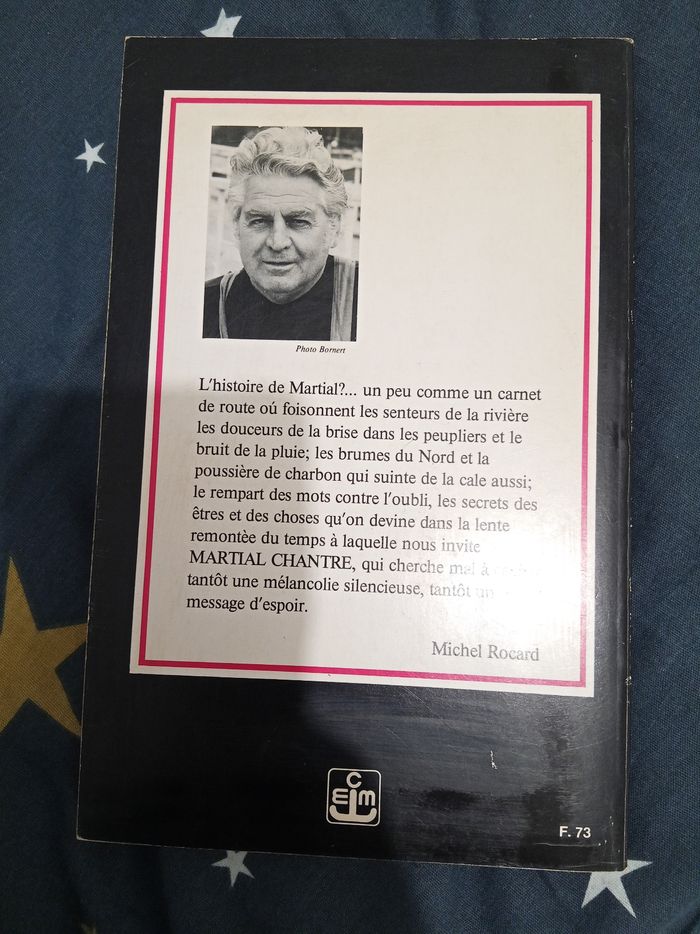 Photo Bornert
L'histoire de Martial?... un peu comme un carnet
de route oú foisonnent les senteurs de la rivière
les douceurs de la brise dans les peupliers et le
bruit de la pluie; les brumes du Nord et la
poussière de charbon qui suinte de la cale aussi;
le rempart des mots contre l'oubli, les secrets des
êtres et des choses qu'on devine dans la lente
remontèe du temps à laquelle nous invite
MARTIAL CHANTRE, qui cherche mal à
tantôt une mélancolie silencieuse, tantôt un
message d'espoir.
Michel Rocard
C
E m
F. 73